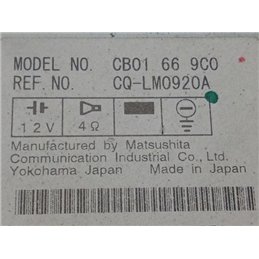 MODEL NO. CB01 66 9C0
REF. NO. CQ-LM0920A
12V 4Ω
Manufactured by Matsushita
Communication Industrial Co., Ltd.
Yokohama Japan Made in Japan